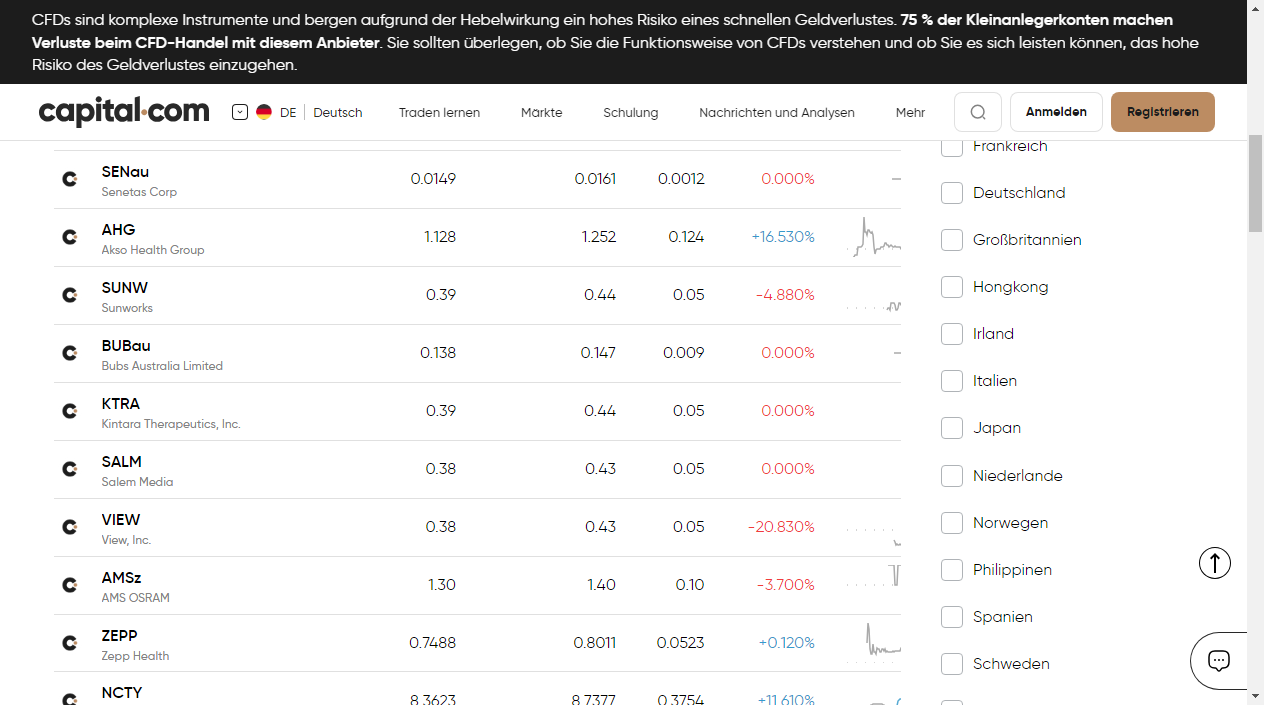 CFDs sind komplexe Instrumente und bergen aufgrund der Hebelwirkung ein hohes Risiko eines schnellen Geldverlustes. 75 % der Kleinanlegerkonten machen
Verluste beim CFD-Handel mit diesem Anbieter. Sie sollten überlegen, ob Sie die Funktionsweise von CFDs verstehen und ob Sie es sich leisten können, das hohe
Risiko des Geldverlustes einzugehen.
capital.com DE Deutsch Traden lernen Märkte Schulung Nachrichten und Analysen Mehr Anmelden Registrieren
SENau 0.0149 0.0161 0.0012 0.000%
Senetas Corp
AHG 1.128 1.252 0.124 +16.530%
Akso Health Group
SUNW 0.39 0.44 0.05 -4.880%
Sunworks
BUBau 0.138 0.147 0.009 0.000%
Bubs Australia Limited
KTRA 0.39 0.44 0.05 0.000%
Kintara Therapeutics, Inc.
SALM 0.38 0.43 0.05 0.000%
Salem Media
VIEW 0.38 0.43 0.05 -20.830%
View, Inc.
AMSz 1.30 1.40 0.10 -3.700%
AMS OSRAM
ZEPP 0.7488 0.8011 0.0523 +0.120%
Zepp Health
NCTY 8.3623 8.7377 0.3754 +11.610%
Frankreich
Deutschland
Großbritannien
Hongkong
Irland
Italien
Japan
Niederlande
Norwegen
Philippinen
Spanien
Schweden